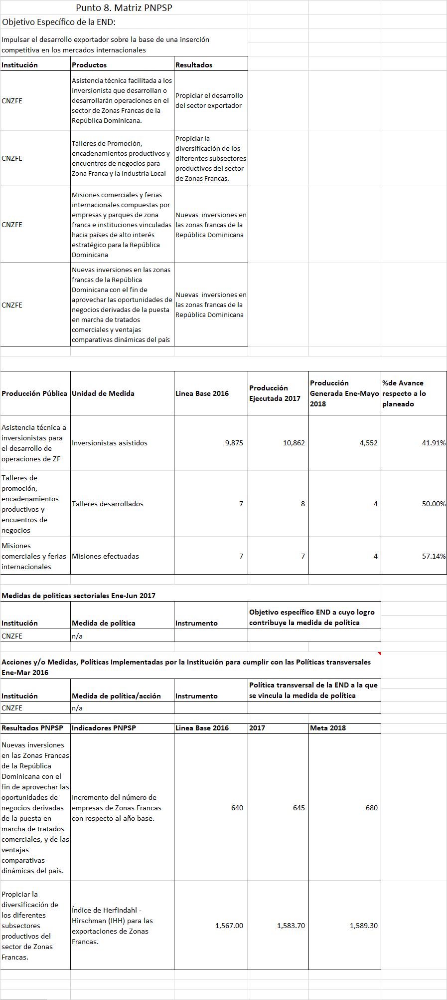 Punto 8. Matriz PNPSP
Objetivo Específico de la END:
Impulsar el desarrollo exportador sobre la base de una inserción
competitiva en los mercados internacionales
Institución Productos Resultados
CNZFE
Asistencia técnica facilitada a los
inversionista que desarrollan o
desarrollarán operaciones en el
sector de Zonas Francas de la
República Dominicana.
Propiciar el desarrollo
del sector exportador
CNZFE
Talleres de Promoción,
encadenamientos productivos y
encuentros de negocios para
Zona Franca y la Industria Local
Propiciar la
diversificación de los
diferentes subsectores
productivos del sector
de Zonas Francas.
CNZFE
Misiones comerciales y ferias
internacionales compuestas por
empresas y parques de zona
franca e instituciones vinculadas
hacia países de alto interés
estratégico para la República
Dominicana
Nuevas  inversiones en
las zonas francas de la
República Dominicana
CNZFE
Nuevas inversiones en las zonas
francas de la República
Dominicana con el fin de
aprovechar las oportunidades de
negocios derivadas de la puesta
en marcha de tratados
comerciales y ventajas
comparativas dinámicas del país
Nuevas  inversiones en
las zonas francas de la
República Dominicana
Producción Pública
Unidad de Medida
Linea Base 2016
Producción
Ejecutada 2017
Producción
Generada Ene-Mayo
2018
%de Avance
respecto a lo
planeado
Asistencia técnica a
inversionistas para
el desarrollo de
operaciones de ZF
Inversionistas asistidos
9,875
10,862
4,552
41.91%
Talleres de
promoción,
encadenamientos
productivos y
encuentros de
negocios
Talleres desarrollados
7
8
4
50.00%
Misiones
comerciales y ferias
internacionales
Misiones efectuadas
7
7
4
57.14%
Medidas de politicas sectoriales Ene-Jun 2017
Institución
Medida de política
Instrumento
Objetivo específico END a cuyo logro
contribuye la medida de política
CNZFE
n/a
Acciones y/o Medidas, Políticas Implementadas por la Institución para cumplir con las Políticas transversales
Ene-Mar 2016
Institución
Medida de política/acción
Instrumento
Política transversal de la END a la que
se vincula la medida de política
CNZFE
n/a
Resultados PNPSP Indicadores PNPSP Linea Base 2016 2017 Meta 2018
Nuevas inversiones
en las Zonas Francas
de la República
Dominicana con el
fin de aprovechar las
oportunidades de
negocios derivadas
de la puesta en
marcha de tratados
comerciales, y de las
ventajas
comparativas
dinámicas del país.
Incremento del número de
empresas de Zonas Francas
con respecto al año base.
640
645
680
Propiciar la
diversificación de
los diferentes
subsectores
productivos del
sector de Zonas
Francas.
Índice de Herfindahl -
Hirschman (IHH) para las
exportaciones de Zonas
Francas.
1,567.00
1,583.70
1,589.30